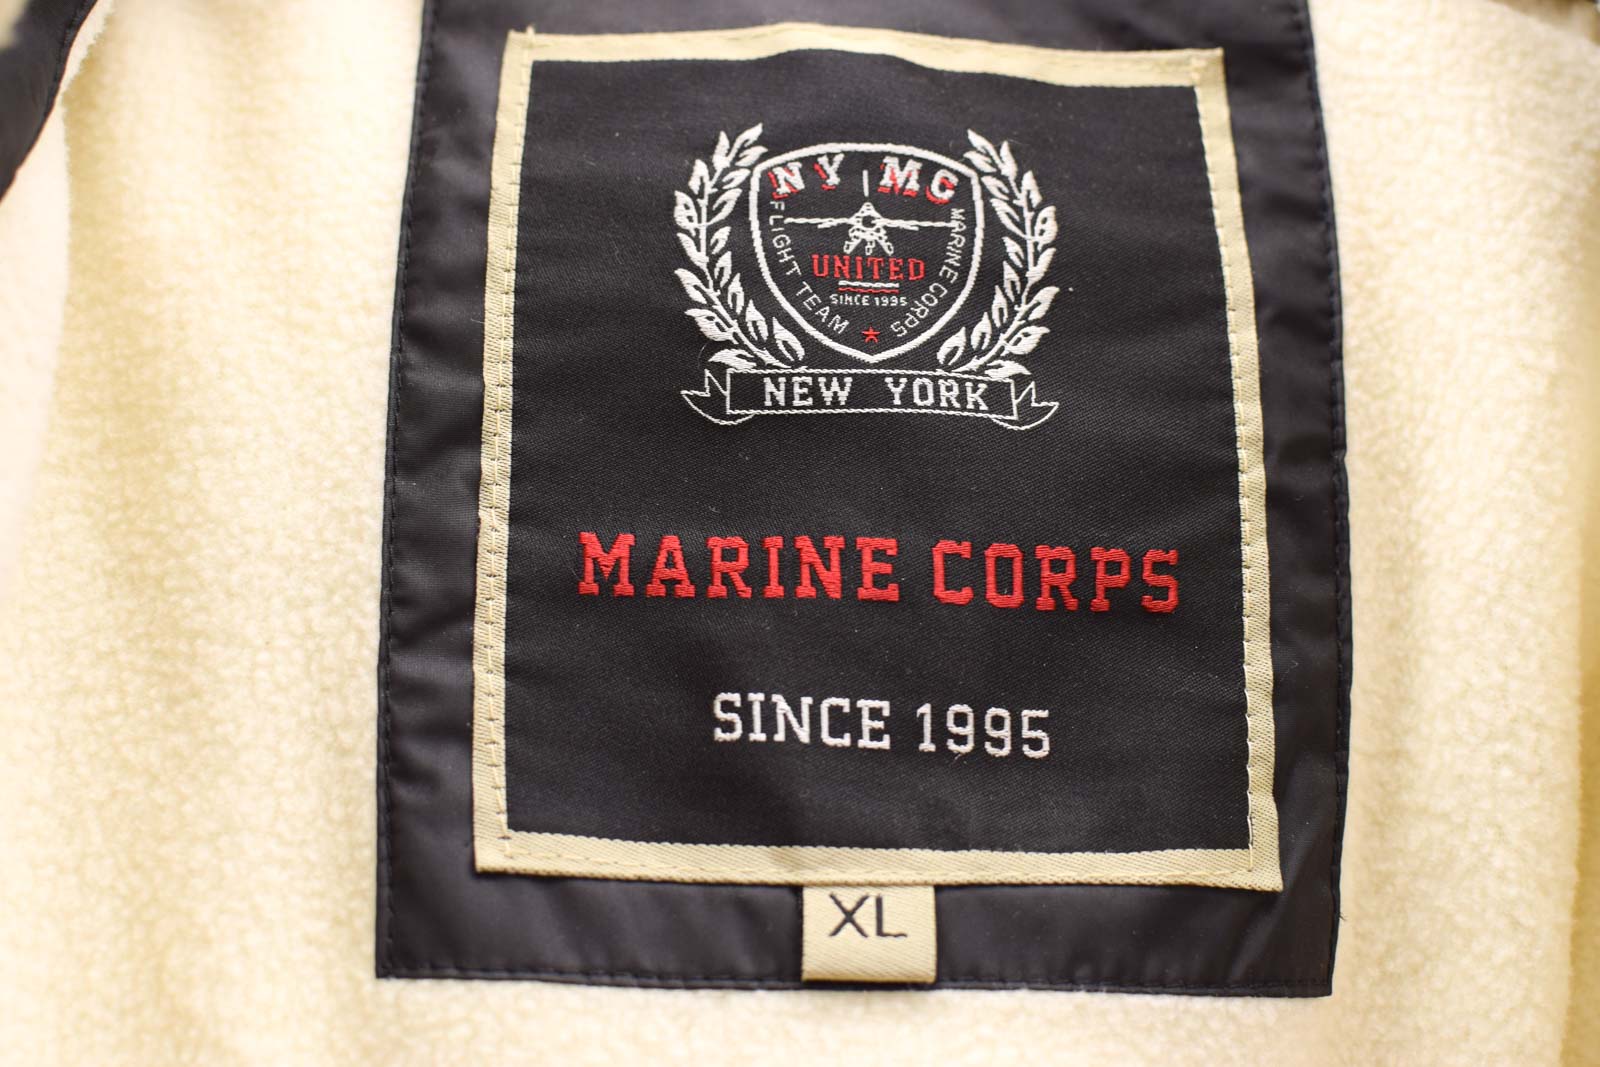 NY MC
FLIGHT TEAM
MARINE CORPS
UNITED
SINCE 1995
NEW YORK
MARINE CORPS
SINCE 1995
XL